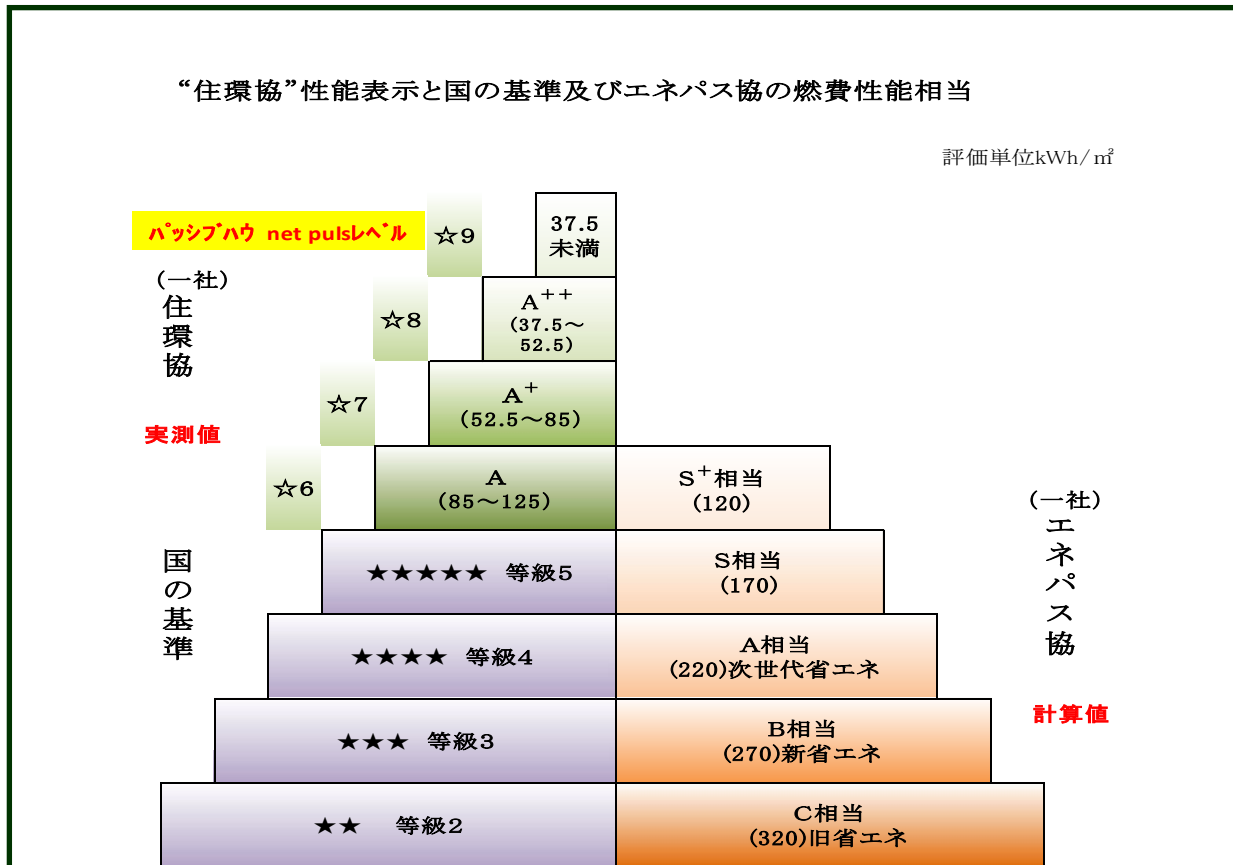 “住環協”性能表示と国の基準及びエネパス協の燃費性能相当
評価単位kWh/㎡
ﾊﾟｯｼﾌﾞﾊｳ net pulsﾚﾍﾞﾙ
☆9
37.5
未満
(一社)
住環協
☆8
A++
(37.5～
52.5)
☆7
A+
(52.5～85)
実測値
☆6
A
(85～125)
S+相当
(120)
(一社)
エネパス協
国の基準
★★★★★ 等級5
S相当
(170)
★★★★ 等級4
A相当
(220)次世代省エネ
計算値
★★★ 等級3
B相当
(270)新省エネ
★★ 等級2
C相当
(320)旧省エネ